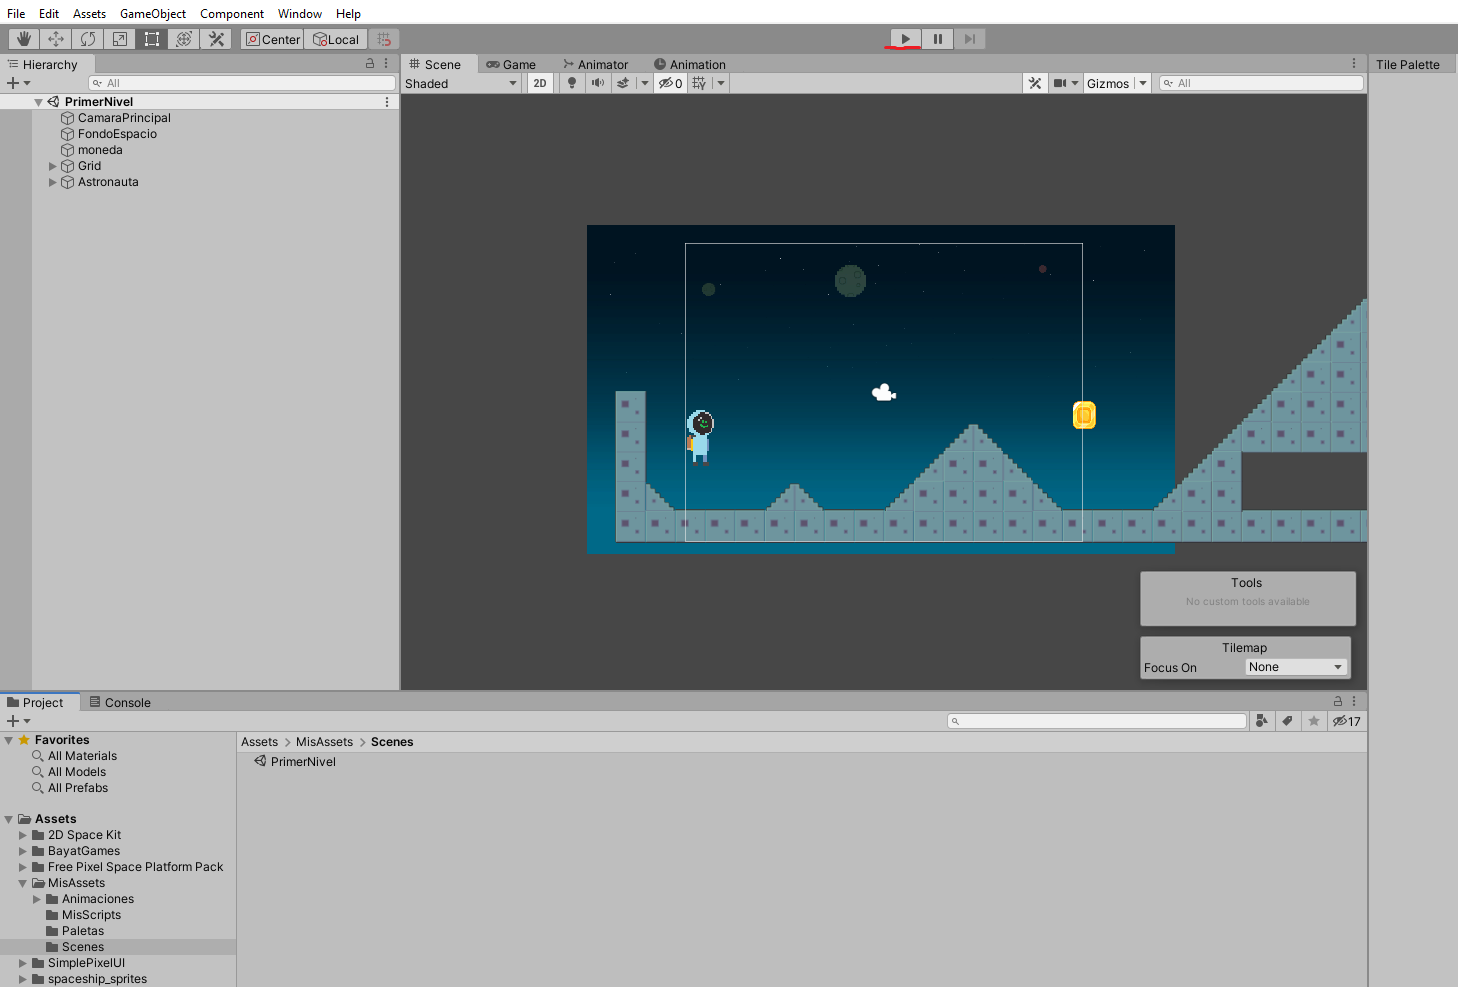 File Edit Assets GameObject Component Window Help
Center Local
Hierarchy
All
PrimerNivel
CamaraPrincipal
FondoEspacio
moneda
Grid
Astronauta
Scene Game Animator Animation
Shaded 2D 0 Gizmos All
Tools
No custom tools available
Tilemap
Focus On None
Tile Palette
Project Console
17
Favorites
All Materials
All Models
All Prefabs
Assets
2D Space Kit
BayatGames
Free Pixel Space Platform Pack
MisAssets
Animaciones
MisScripts
Paletas
Scenes
SimplePixelUI
spaceship_sprites
Assets > MisAssets > Scenes
PrimerNivel